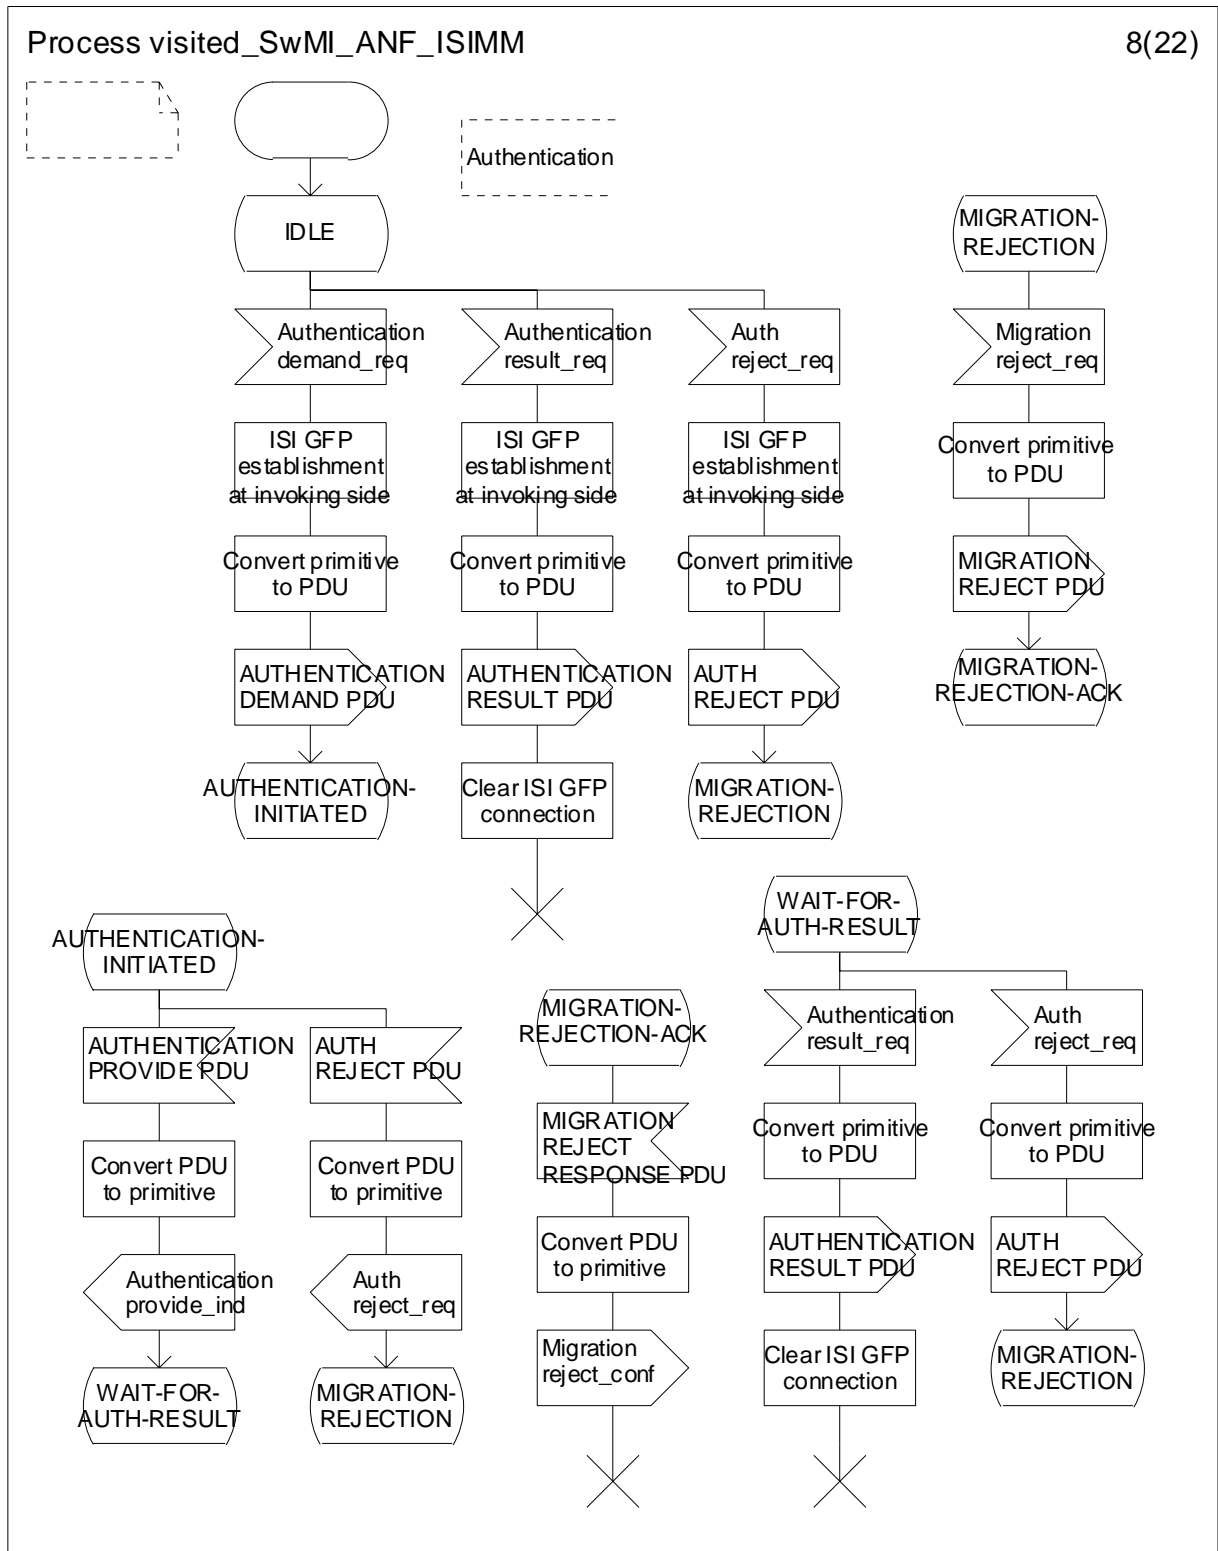 Process visited_SwMI_ANF_ISIMM
8(22)
Authentication
IDLE
MIGRATION-
REJECTION
Authentication
demand_req
Authentication
result_req
Auth
reject_req
Migration
reject_req
ISI GFP
establishment
at invoking side
ISI GFP
establishment
at invoking side
ISI GFP
establishment
at invoking side
Convert primitive
to PDU
Convert primitive
to PDU
Convert primitive
to PDU
Convert primitive
to PDU
MIGRATION
REJECT PDU
AUTHENTICATION
DEMAND PDU
AUTHENTICATION
RESULT PDU
AUTH
REJECT PDU
MIGRATION-
REJECTION-ACK
AUTHENTICATION-
INITIATED
Clear ISI GFP
connection
MIGRATION-
REJECTION
WAIT-FOR-
AUTH-RESULT
AUTHENTICATION-
INITIATED
MIGRATION-
REJECTION-ACK
Authentication
result_req
Auth
reject_req
AUTHENTICATION
PROVIDE PDU
AUTH
REJECT PDU
MIGRATION
REJECT
RESPONSE PDU
Convert primitive
to PDU
Convert primitive
to PDU
Convert PDU
to primitive
Convert PDU
to primitive
Convert PDU
to primitive
AUTHENTICATION
RESULT PDU
AUTH
REJECT PDU
Authentication
provide_ind
Auth
reject_req
Migration
reject_conf
Clear ISI GFP
connection
MIGRATION-
REJECTION
WAIT-FOR-
AUTH-RESULT
MIGRATION-
REJECTION